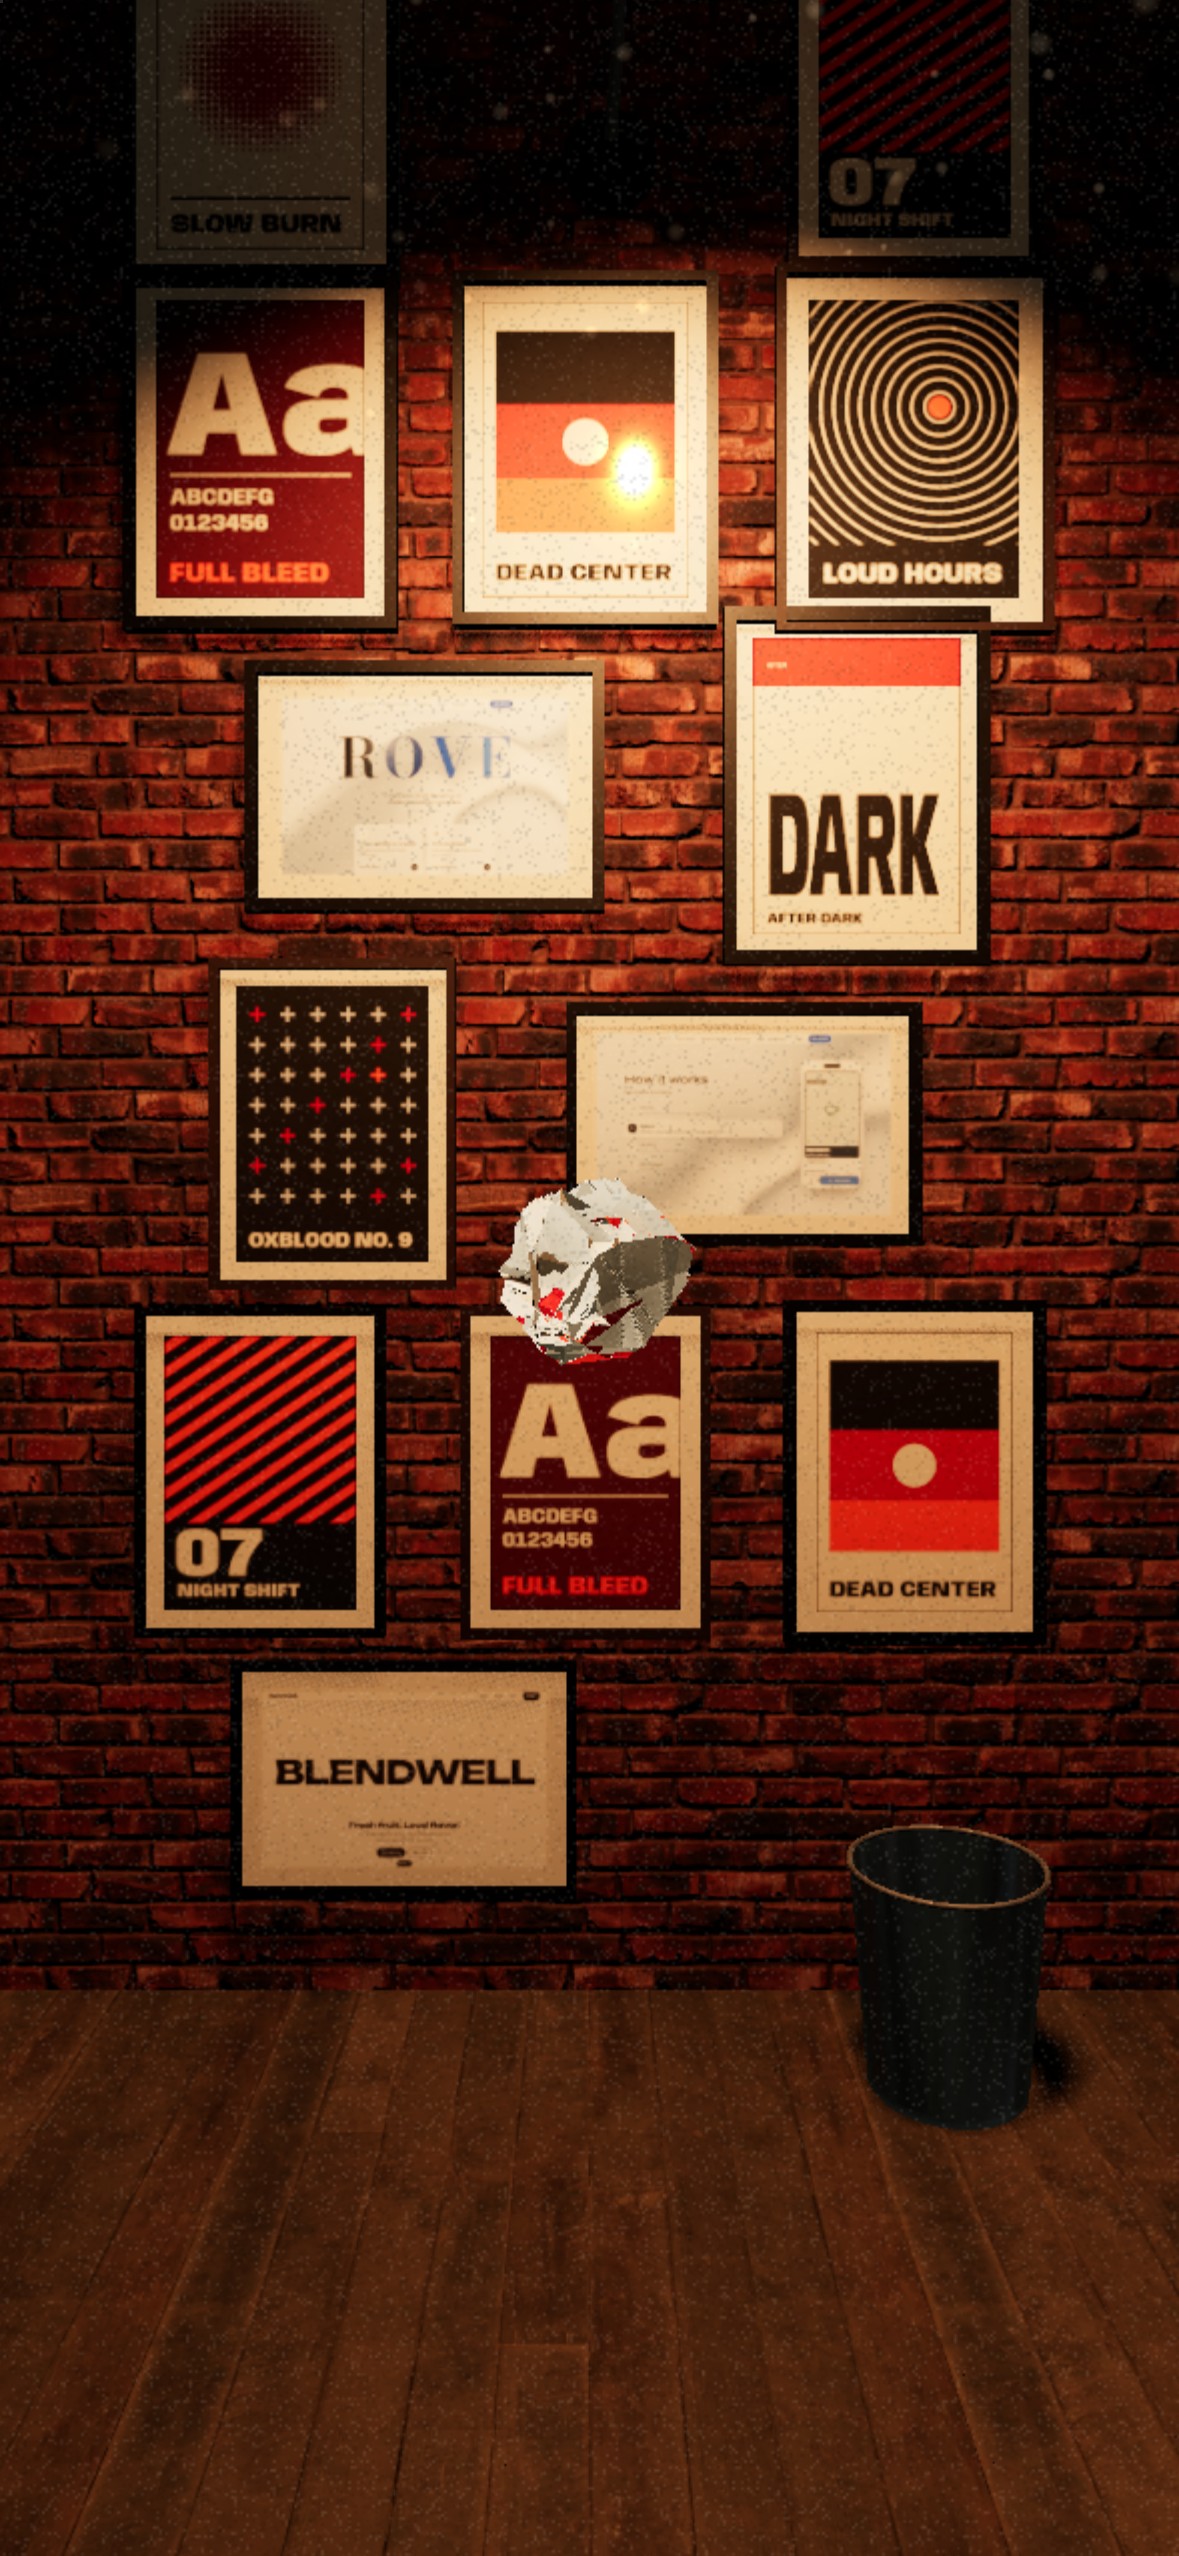 SLOW BURN
07
NIGHT SHIFT
Aa
ABCDEFG
0123456
FULL BLEED
DEAD CENTER
LOUD HOURS
ROVE
DARK
AFTER DARK
OXBLOOD NO. 9
How it works
07
NIGHT SHIFT
Aa
ABCDEFG
0123456
FULL BLEED
DEAD CENTER
BLENDWELL
Fresh fruit. Loud flavor.